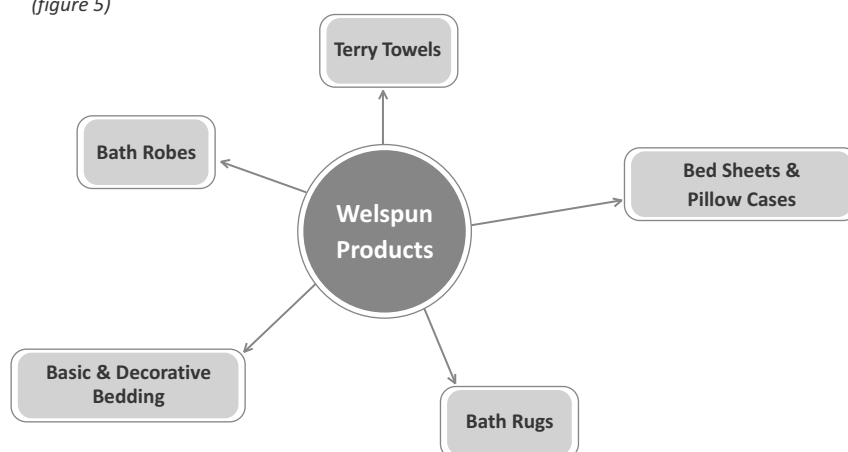 (figure 5)
Terry Towels
Bath Robes
Bed Sheets &
Pillow Cases
Welspun
Products
Basic & Decorative
Bedding
Bath Rugs